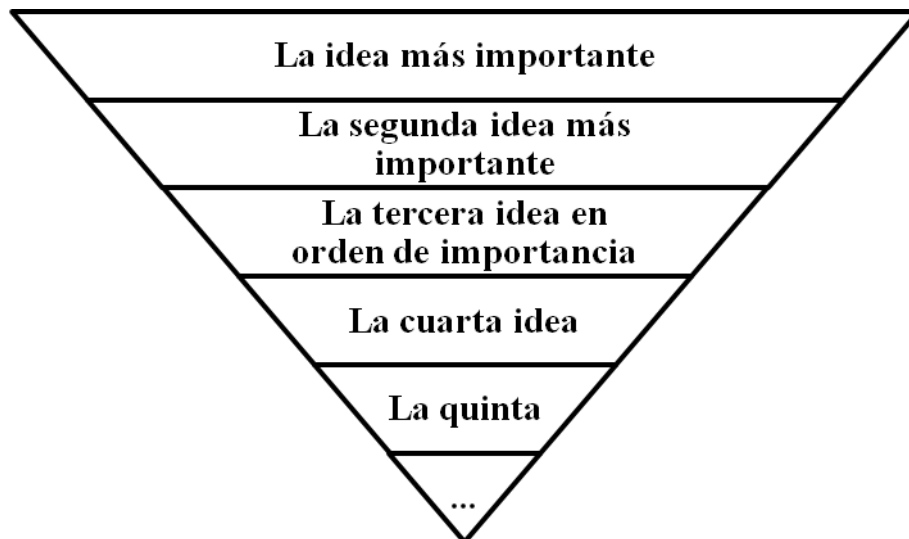 La idea más importante
La segunda idea más
importante
La tercera idea en
orden de importancia
La cuarta idea
La quinta
...